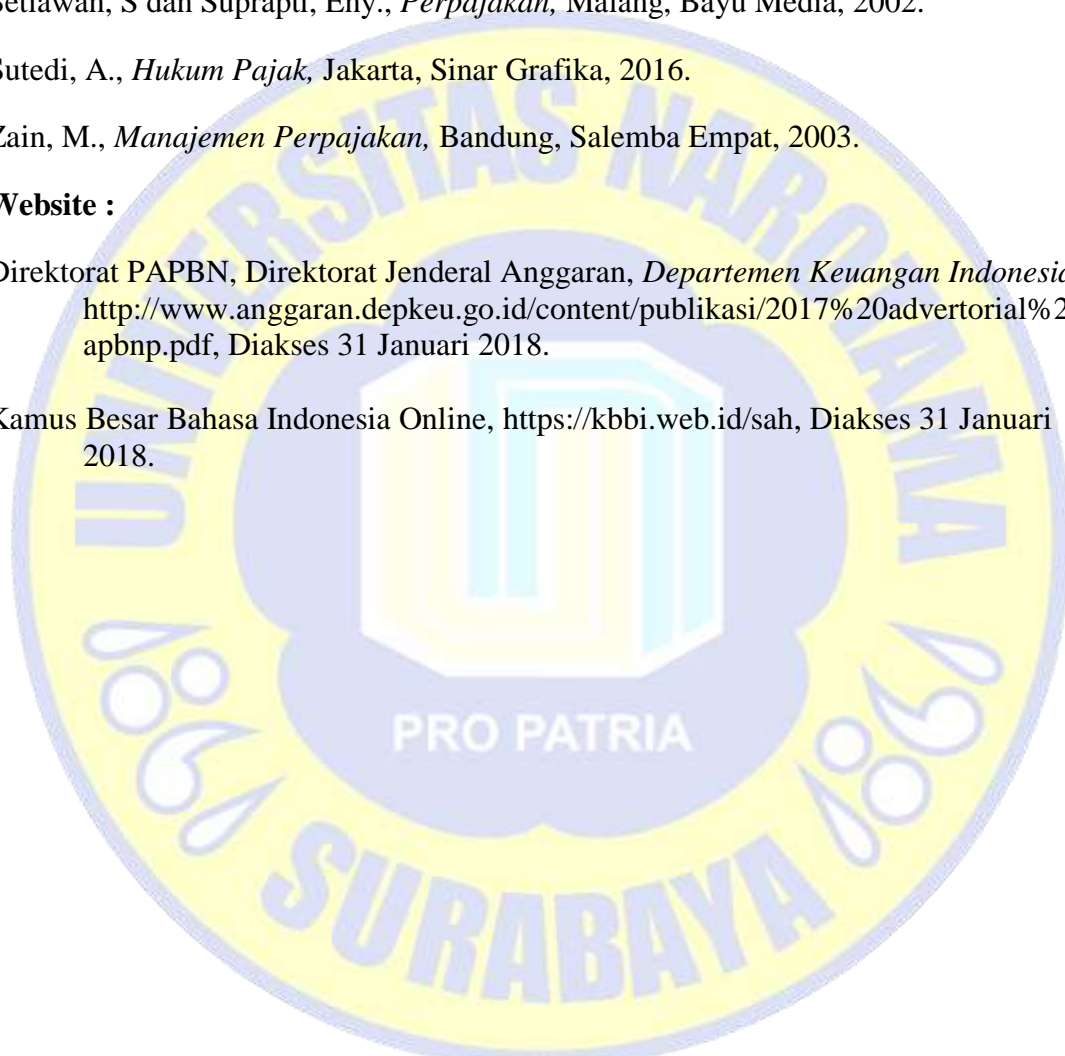 Setiawan, S dan Suprapti, Eny., Perpajakan, Malang, Bayu Media, 2002.
Sutedi, A., Hukum Pajak, Jakarta, Sinar Grafika, 2016.
Zain, M., Manajemen Perpajakan, Bandung, Salemba Empat, 2003.
Website :
Direktorat PAPBN, Direktorat Jenderal Anggaran, Departemen Keuangan Indonesia
http://www.anggaran.depkeu.go.id/content/publikasi/2017%20advertorial%2
apbnp.pdf, Diakses 31 Januari 2018.
Kamus Besar Bahasa Indonesia Online, https://kbbi.web.id/sah, Diakses 31 Januari
2018.
UNIVERSITAS NAROTAMA
PRO PATRIA
SURABAYA